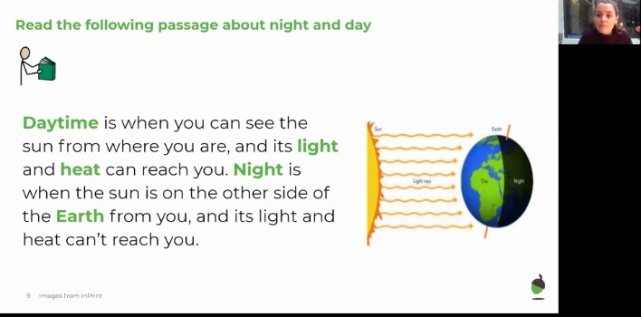 Read the following passage about night and day
Daytime is when you can see the
sun from where you are, and its light
and heat can reach you. Night is
when the sun is on the other side of
the Earth from you, and its light and
heat can't reach you.
Sun
Earth
Light rays
Day
Night
9 Images from InPrint